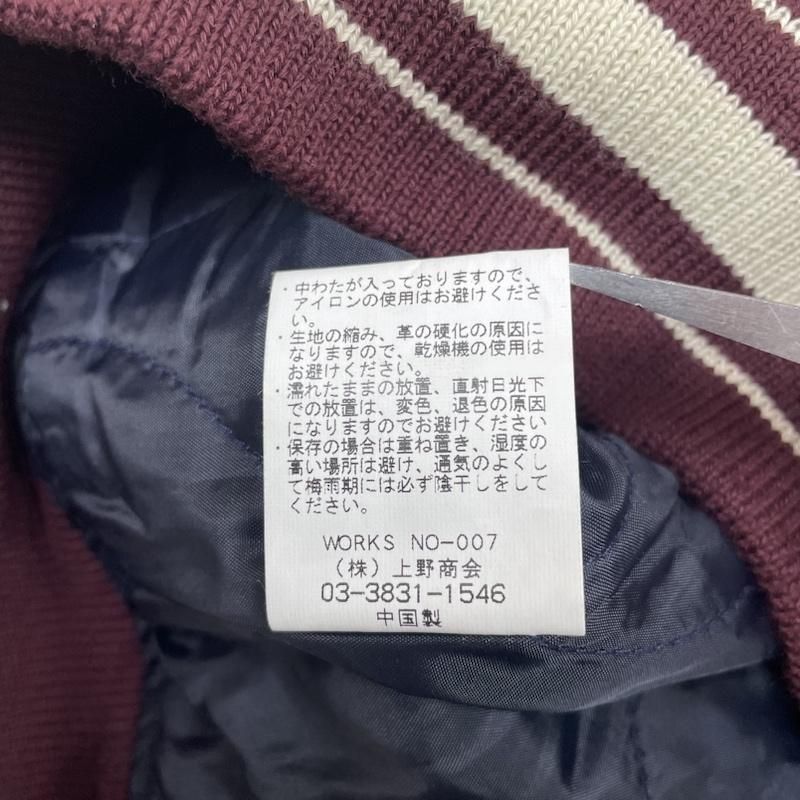 ・中わたが入っておりますので、
アイロンの使用はお避けくださ
い。
・生地の縮み、革の硬化の原因に
なりますので、乾燥機の使用は
お避けください。
・濡れたままの放置、直射日光下
での放置は、変色、退色の原因
になりますのでお避けください
・保存の場合は重ね置き、湿度の
高い場所は避け、通気のよくし
て梅雨期には必ず陰干しをして
ください。
WORKS NO-007
（株）上野商会
03-3831-1546
中国製